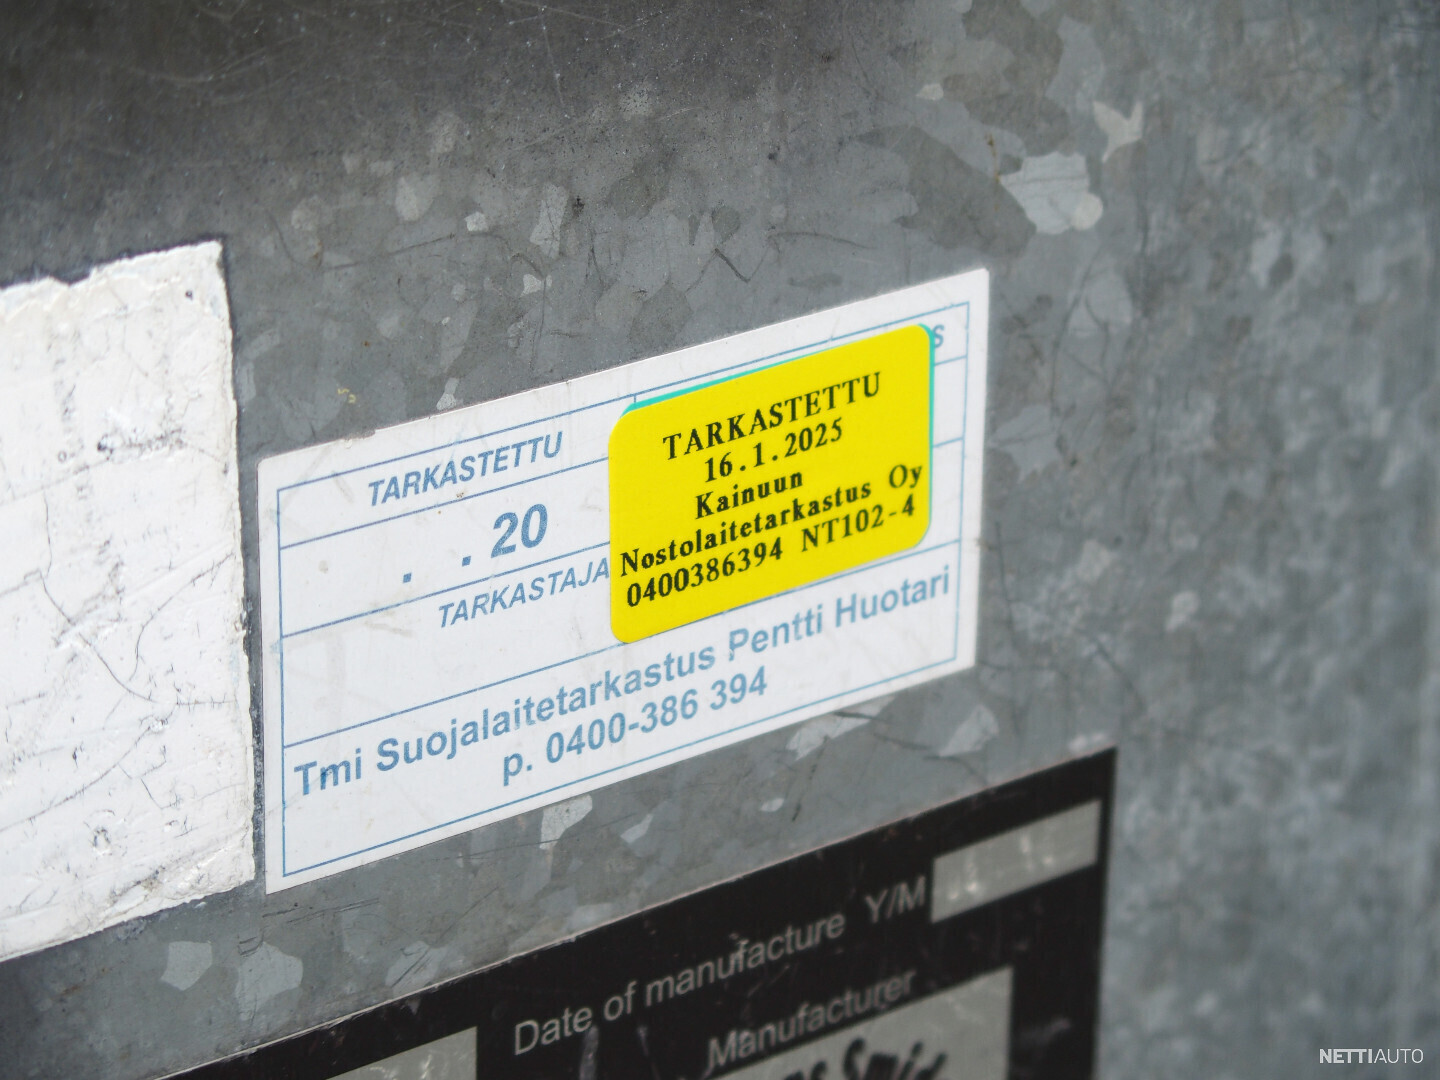 TARKASTETTU
. . 20
TARKASTAJA
TARKASTETTU
16.1.2025
Kainuun
Nostolaitetarkastus Oy
0400386394 NT102-4
Tmi Suojalaitetarkastus Pentti Huotari
p. 0400-386 394
Date of manufacture Y/M
Manufacturer
NETTIAUTO